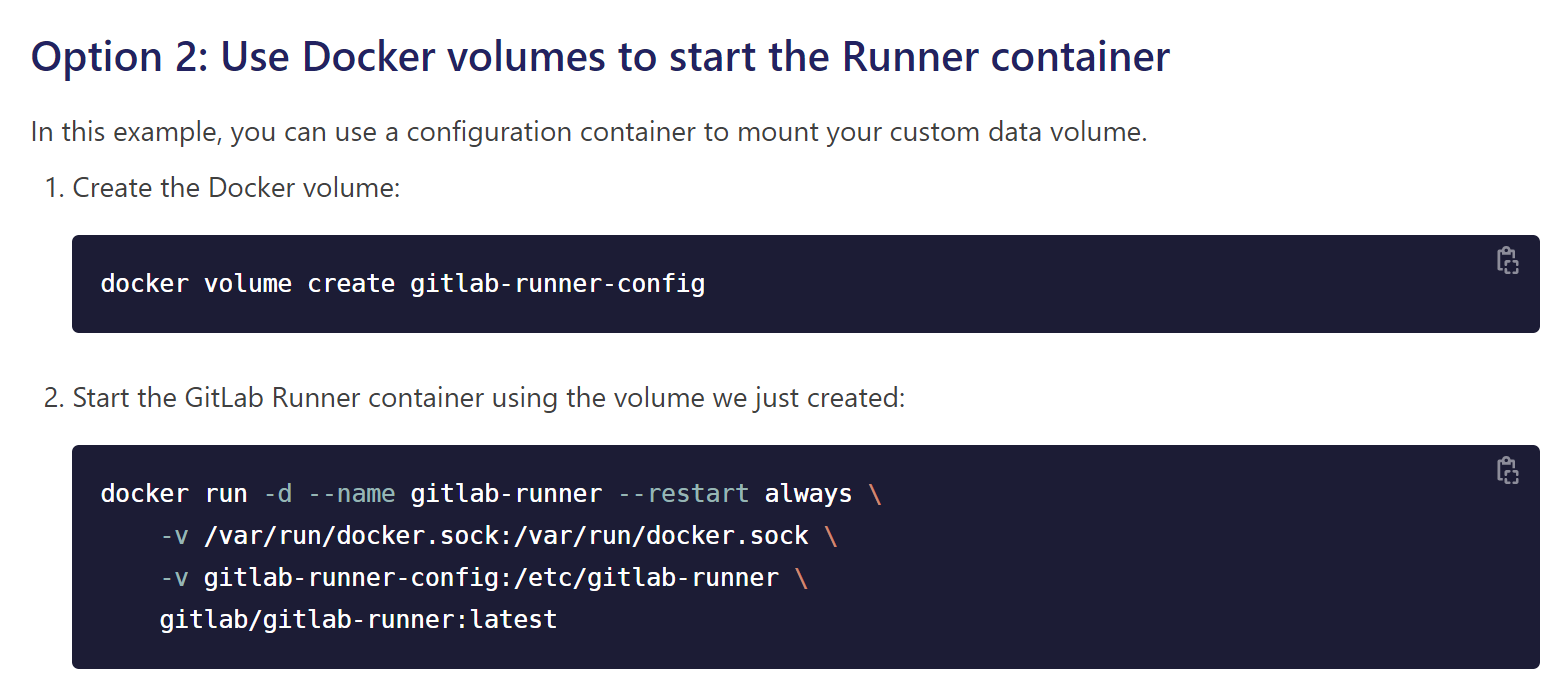 Option 2: Use Docker volumes to start the Runner container
In this example, you can use a configuration container to mount your custom data volume.
1. Create the Docker volume:
docker volume create gitlab-runner-config
2. Start the GitLab Runner container using the volume we just created:
docker run -d --name gitlab-runner --restart always \
-v /var/run/docker.sock:/var/run/docker.sock \
-v gitlab-runner-config:/etc/gitlab-runner \
gitlab/gitlab-runner:latest